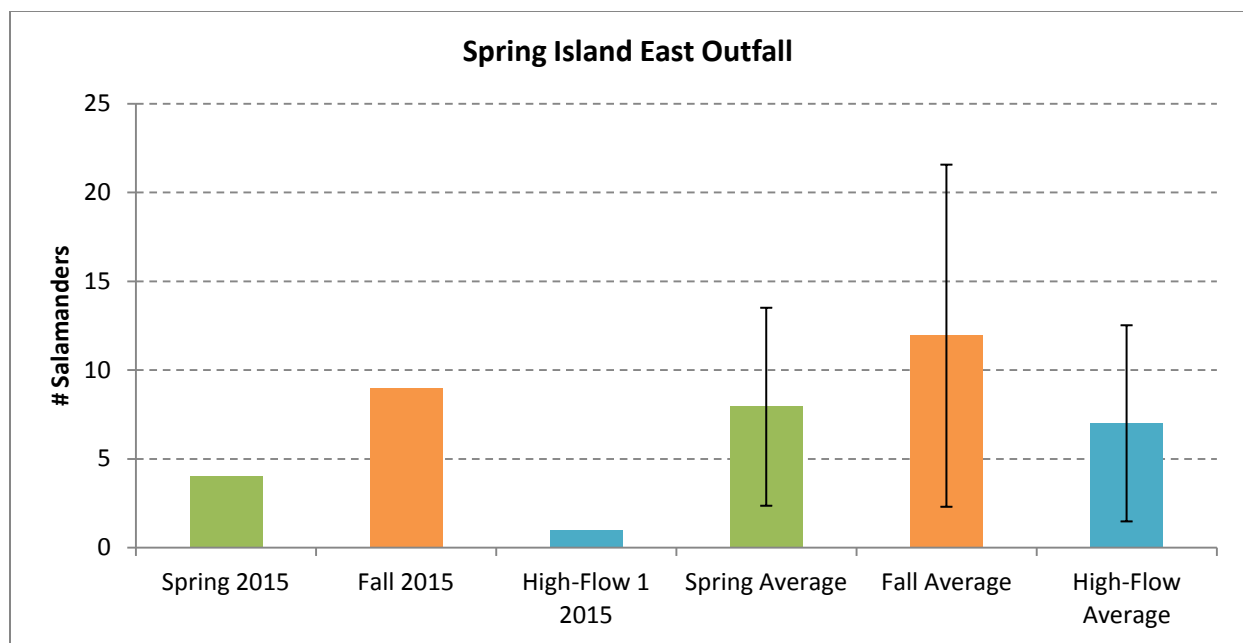 Spring Island East Outfall
# Salamanders
25
20
15
10
5
0
Spring 2015
Fall 2015
High-Flow 1
2015
Spring Average
Fall Average
High-Flow
Average